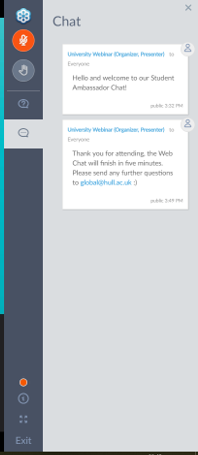 Chat
University Webinar (Organizer, Presenter) to
Everyone
Hello and welcome to our Student
Ambassador Chat!
public 3:32 PM
University Webinar (Organizer, Presenter) to
Everyone
Thank you for attending, the Web
Chat will finish in five minutes.
Please send any further questions
to global@hull.ac.uk :)
public 3:49 PM
Exit